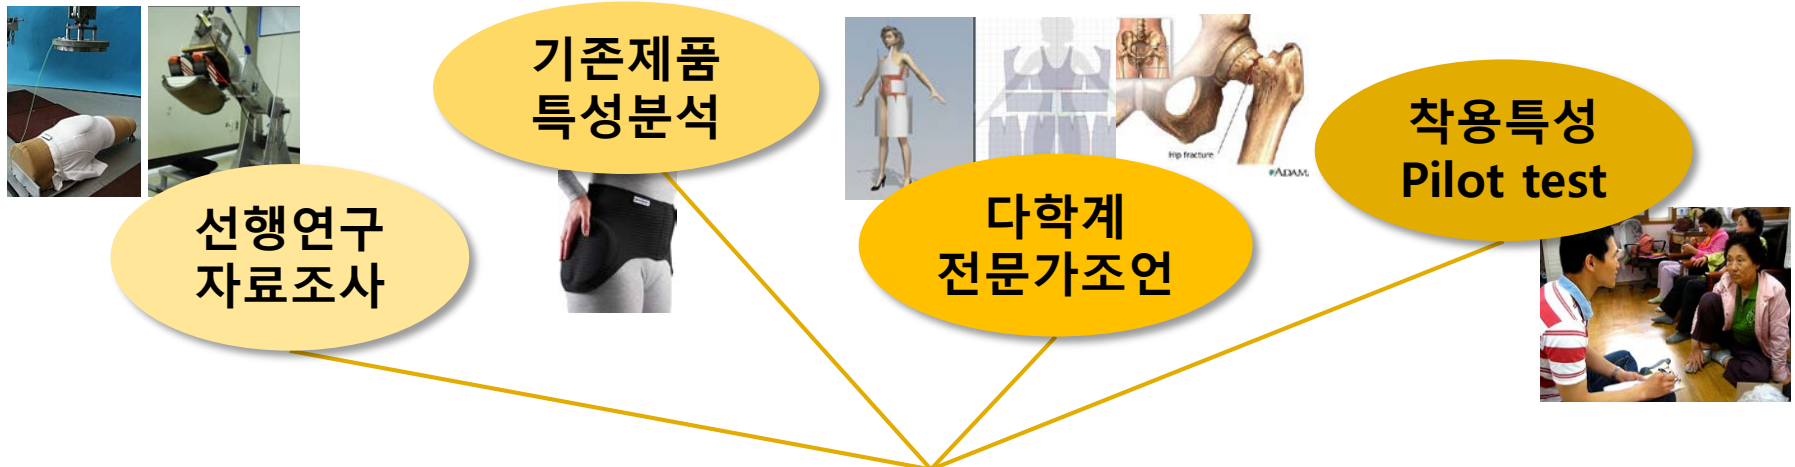 기존제품
특성분석
착용특성
Pilot test
Hip fracture
ADAM.
선행연구
자료조사
다학계
전문가조언